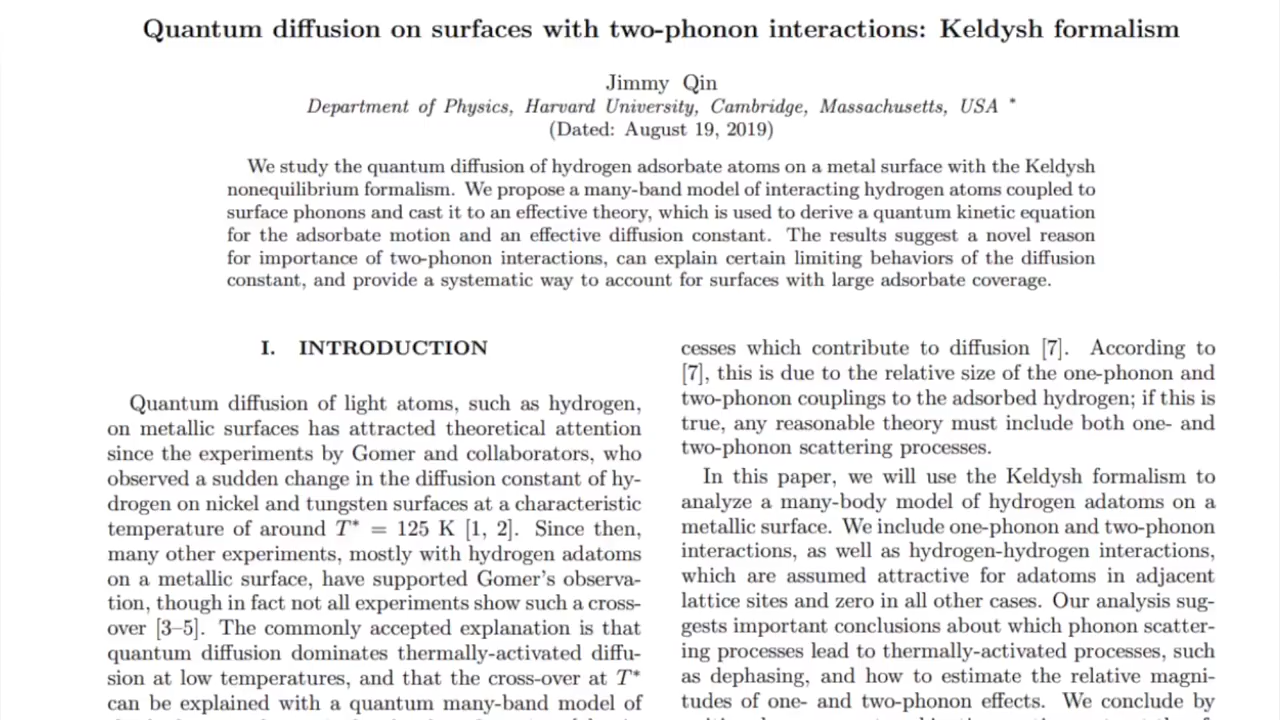 Quantum diffusion on surfaces with two-phonon interactions: Keldysh formalism
Jimmy Qin
Department of Physics, Harvard University, Cambridge, Massachusetts, USA *
(Dated: August 19, 2019)
We study the quantum diffusion of hydrogen adsorbate atoms on a metal surface with the Keldysh
nonequilibrium formalism. We propose a many-band model of interacting hydrogen atoms coupled to
surface phonons and cast it to an effective theory, which is used to derive a quantum kinetic equation
for the adsorbate motion and an effective diffusion constant. The results suggest a novel reason
for importance of two-phonon interactions, can explain certain limiting behaviors of the diffusion
constant, and provide a systematic way to account for surfaces with large adsorbate coverage.
I. INTRODUCTION
Quantum diffusion of light atoms, such as hydrogen,
on metallic surfaces has attracted theoretical attention
since the experiments by Gomer and collaborators, who
observed a sudden change in the diffusion constant of hy-
drogen on nickel and tungsten surfaces at a characteristic
temperature of around T* = 125 K [1, 2]. Since then,
many other experiments, mostly with hydrogen adatoms
on a metallic surface, have supported Gomer's observa-
tion, though in fact not all experiments show such a cross-
over [3–5]. The commonly accepted explanation is that
quantum diffusion dominates thermally-activated diffu-
sion at low temperatures, and that the cross-over at T*
can be explained with a quantum many-band model of
cesses which contribute to diffusion [7]. According to
[7], this is due to the relative size of the one-phonon and
two-phonon couplings to the adsorbed hydrogen; if this is
true, any reasonable theory must include both one- and
two-phonon scattering processes.
In this paper, we will use the Keldysh formalism to
analyze a many-body model of hydrogen adatoms on a
metallic surface. We include one-phonon and two-phonon
interactions, as well as hydrogen-hydrogen interactions,
which are assumed attractive for adatoms in adjacent
lattice sites and zero in all other cases. Our analysis sug-
gests important conclusions about which phonon scatter-
ing processes lead to thermally-activated processes, such
as dephasing, and how to estimate the relative magni-
tudes of one- and two-phonon effects. We conclude by